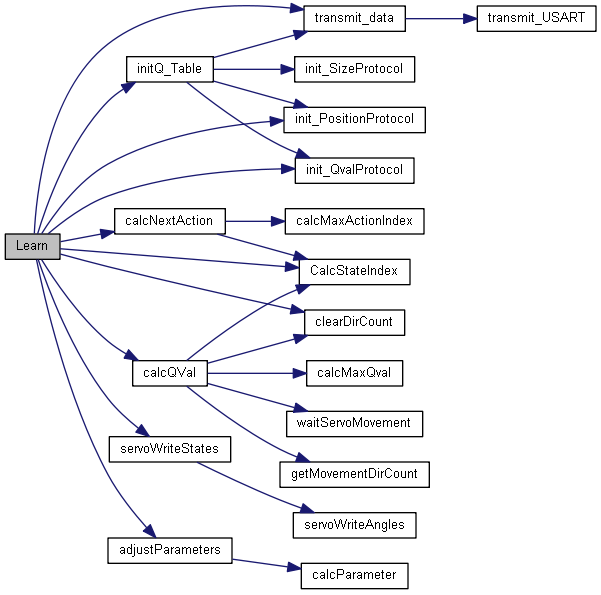 transmit_data
transmit_USART
initQ_Table
init_SizeProtocol
init_PositionProtocol
init_QvalProtocol
calcNextAction
calcMaxActionIndex
Learn
CalcStateIndex
clearDirCount
calcQVal
calcMaxQval
waitServoMovement
servoWriteStates
getMovementDirCount
servoWriteAngles
adjustParameters
calcParameter